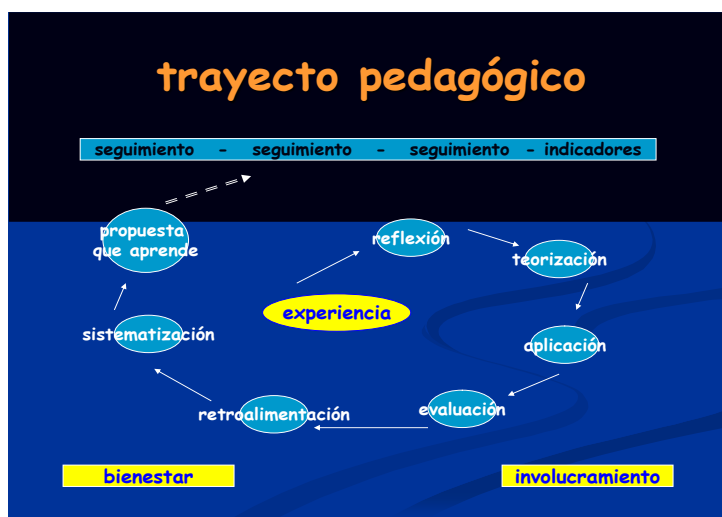 trayecto pedagógico
seguimiento - seguimiento - seguimiento - indicadores
propuesta
que aprende
reflexión
teorización
experiencia
sistematización
aplicación
retroalimentación
evaluación
bienestar
involucramiento